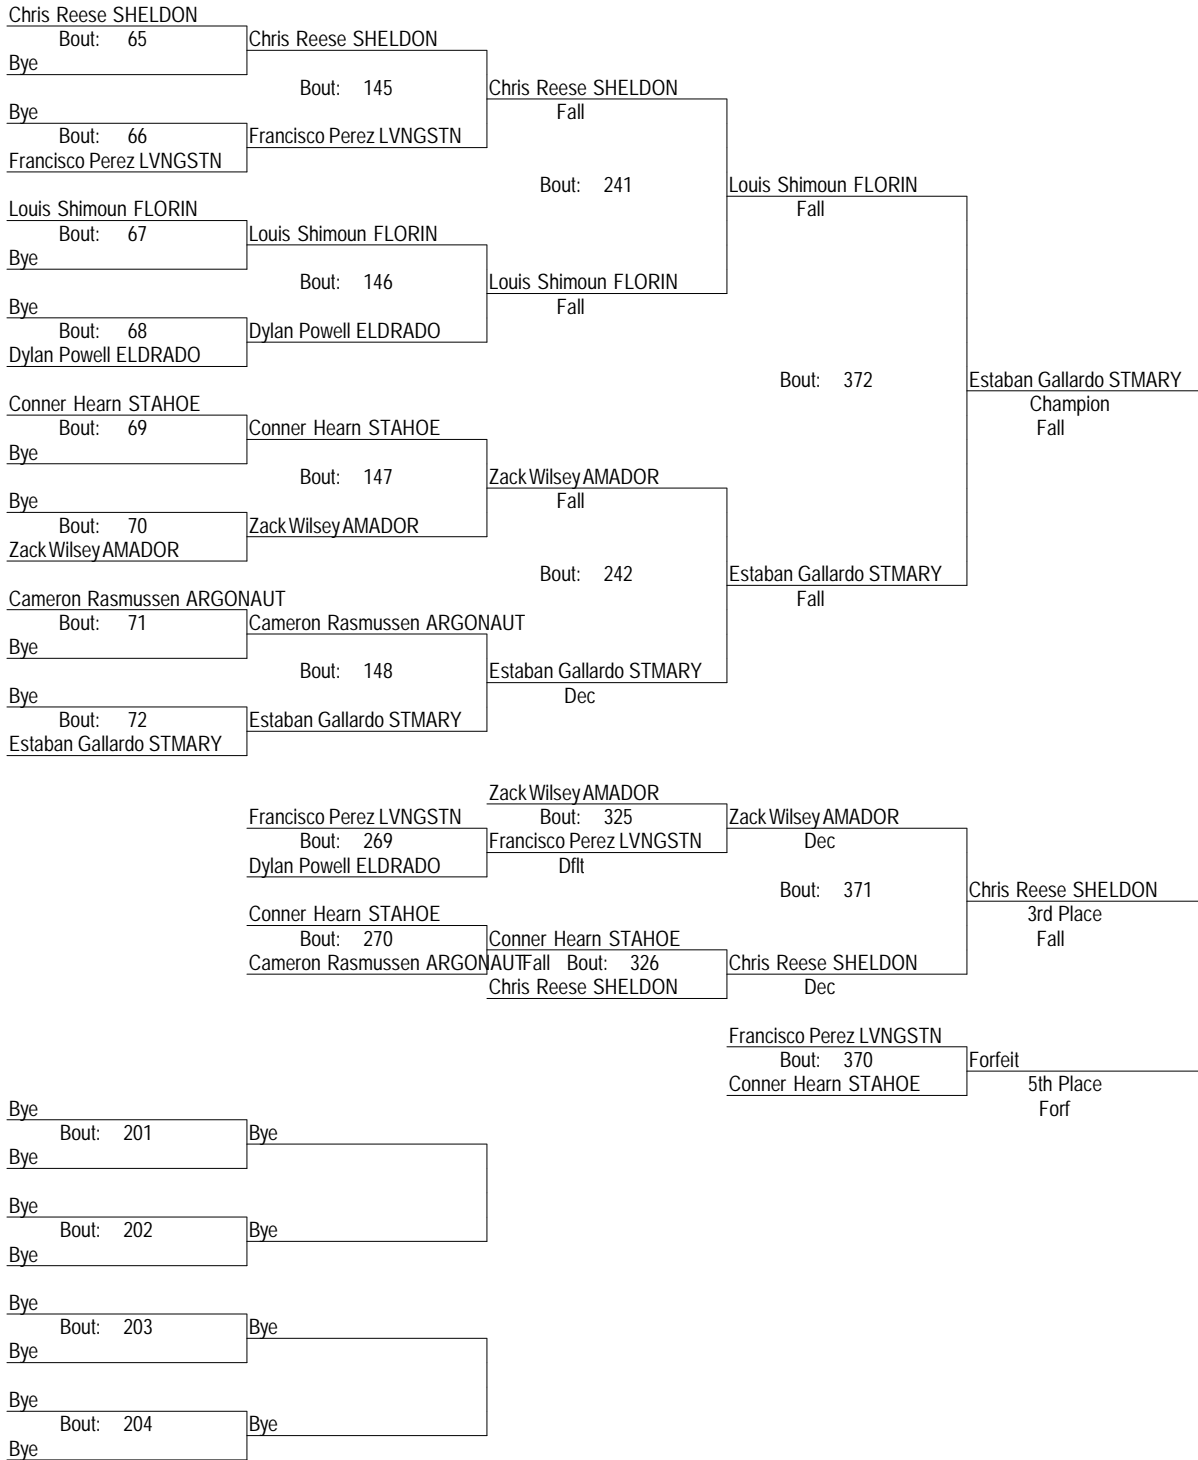 Chris Reese SHELDON
Bout: 65 Chris Reese SHELDON
Bye
Bout: 145 Chris Reese SHELDON
Bye Fall
Bout: 66 Francisco Perez LVNGSTN
Francisco Perez LVNGSTN
Bout: 241 Louis Shimoun FLORIN
Louis Shimoun FLORIN Fall
Bout: 67 Louis Shimoun FLORIN
Bye
Bout: 146 Louis Shimoun FLORIN
Bye Fall
Bout: 68 Dylan Powell ELDRADO
Dylan Powell ELDRADO
Bout: 372 Estaban Gallardo STMARY
Conner Hearn STAHOE Champion
Bout: 69 Conner Hearn STAHOE Fall
Bye
Bout: 147 Zack Wilsey AMADOR
Bye Fall
Bout: 70 Zack Wilsey AMADOR
Zack Wilsey AMADOR
Bout: 242 Estaban Gallardo STMARY
Cameron Rasmussen ARGONAUT Fall
Bout: 71 Cameron Rasmussen ARGONAUT
Bye
Bout: 148 Estaban Gallardo STMARY
Bye Dec
Bout: 72 Estaban Gallardo STMARY
Estaban Gallardo STMARY
Zack Wilsey AMADOR
Francisco Perez LVNGSTN Bout: 325 Zack Wilsey AMADOR
Bout: 269 Francisco Perez LVNGSTN Dec
Dylan Powell ELDRADO Dflt
Bout: 371 Chris Reese SHELDON
Conner Hearn STAHOE 3rd Place
Bout: 270 Conner Hearn STAHOE Fall
Cameron Rasmussen ARGONAUT Fall Bout: 326 Chris Reese SHELDON
Chris Reese SHELDON Dec
Francisco Perez LVNGSTN
Bout: 370 Forfeit
Conner Hearn STAHOE 5th Place
Bye Forf
Bout: 201 Bye
Bye
Bye
Bout: 202 Bye
Bye
Bye
Bout: 203 Bye
Bye
Bye
Bout: 204 Bye
Bye